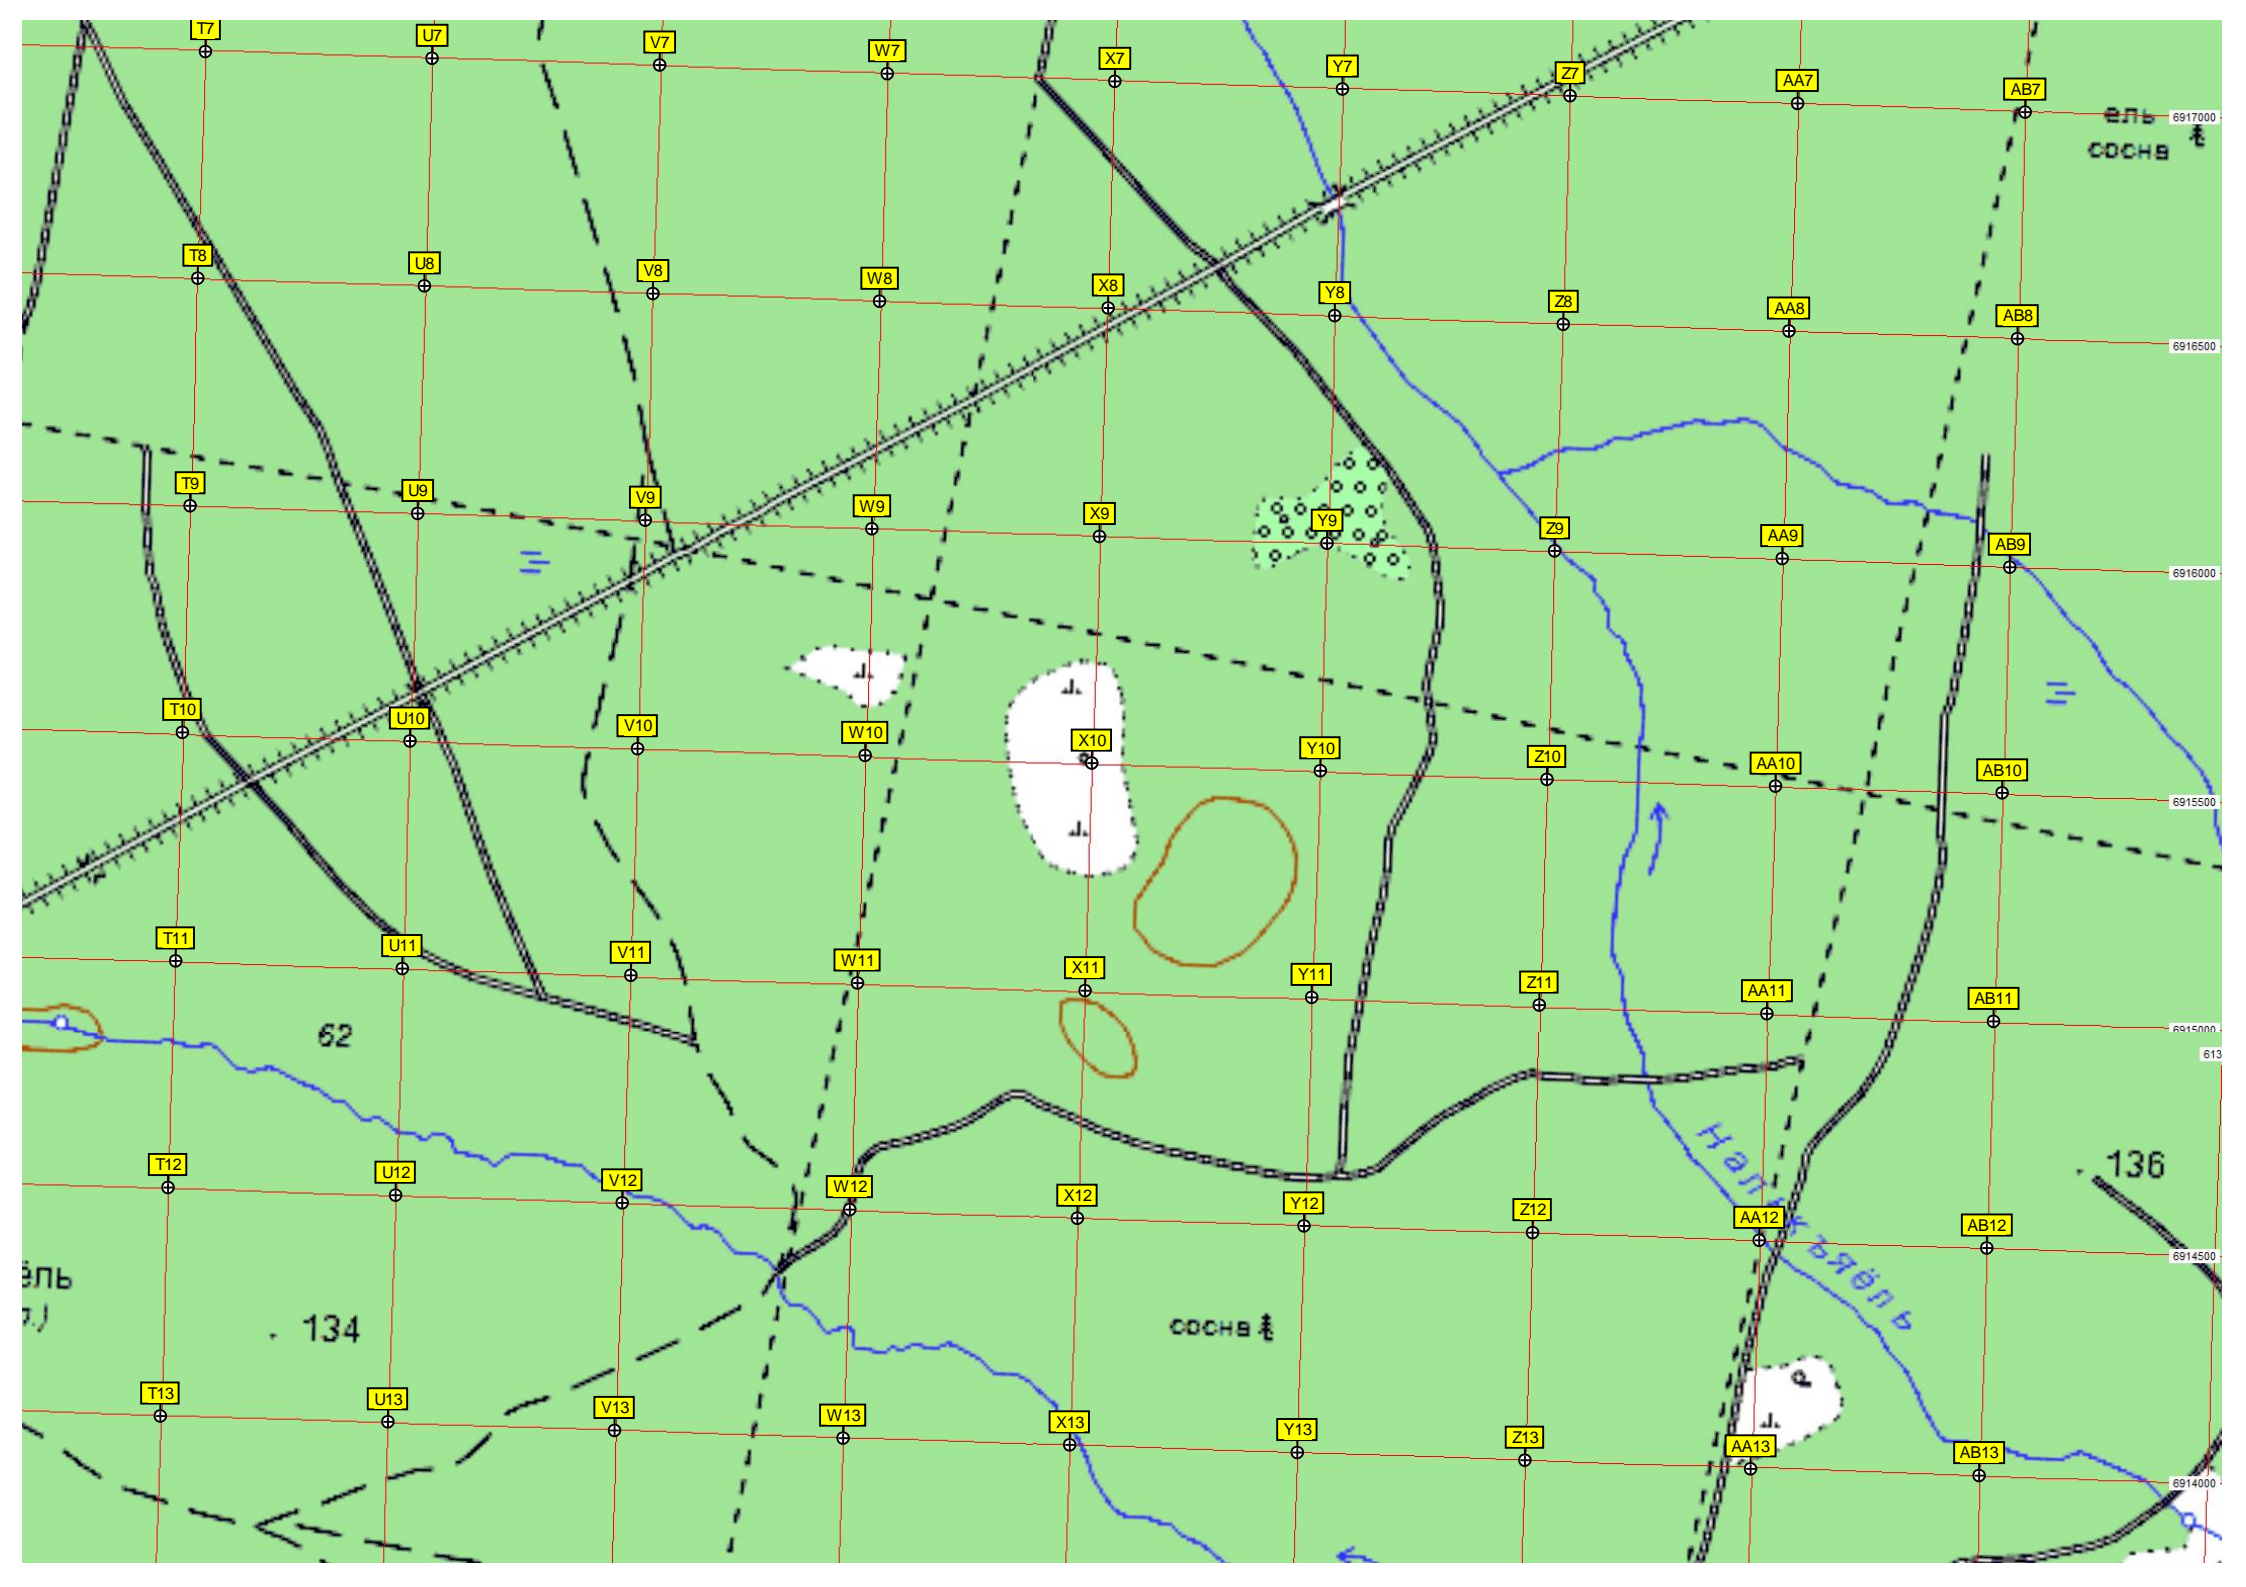 T7 U7 V7 W7 X7 Y7 Z7 AA7 AB7
ель
6917000
сосна
T8 U8 V8 W8 X8 Y8 Z8 AA8 AB8
6916500
T9 U9 V9 W9 X9 Y9 Z9 AA9 AB9
6916000
T10 U10 V10 W10 X10 Y10 Z10 AA10 AB10
6915500
T11 U11 V11 W11 X11 Y11 Z11 AA11 AB11
6915000
62
613
136
T12 U12 V12 W12 X12 Y12 Z12 AA12 AB12
6914500
ёль
л.)
134
сосна
Р
T13 U13 V13 W13 X13 Y13 Z13 AA13 AB13
6914000